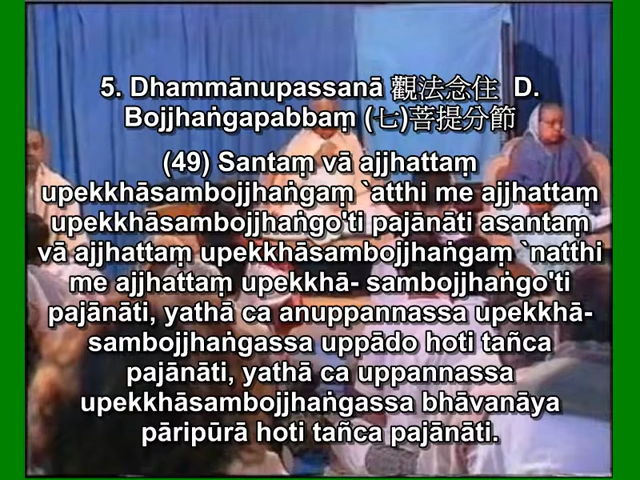 5. Dhammānupassanā 觀法念住 D.
Bojjhaṅgapabbaṃ (七)菩提分節
(49) Santaṃ vā ajjhattaṃ
upekkhāsambojjhaṅgaṃ `atthi me ajjhattaṃ
upekkhāsambojjhaṅgo'ti pajānāti asantaṃ
vā ajjhattaṃ upekkhāsambojjhaṅgaṃ `natthi
me ajjhattaṃ upekkhā- sambojjhaṅgo'ti
pajānāti, yathā ca anuppannassa upekkhā-
sambojjhaṅgassa uppādo hoti tañca
pajānāti, yathā ca uppannassa
upekkhāsambojjhaṅgassa bhāvanāya
pāripūrā hoti tañca pajānāti.